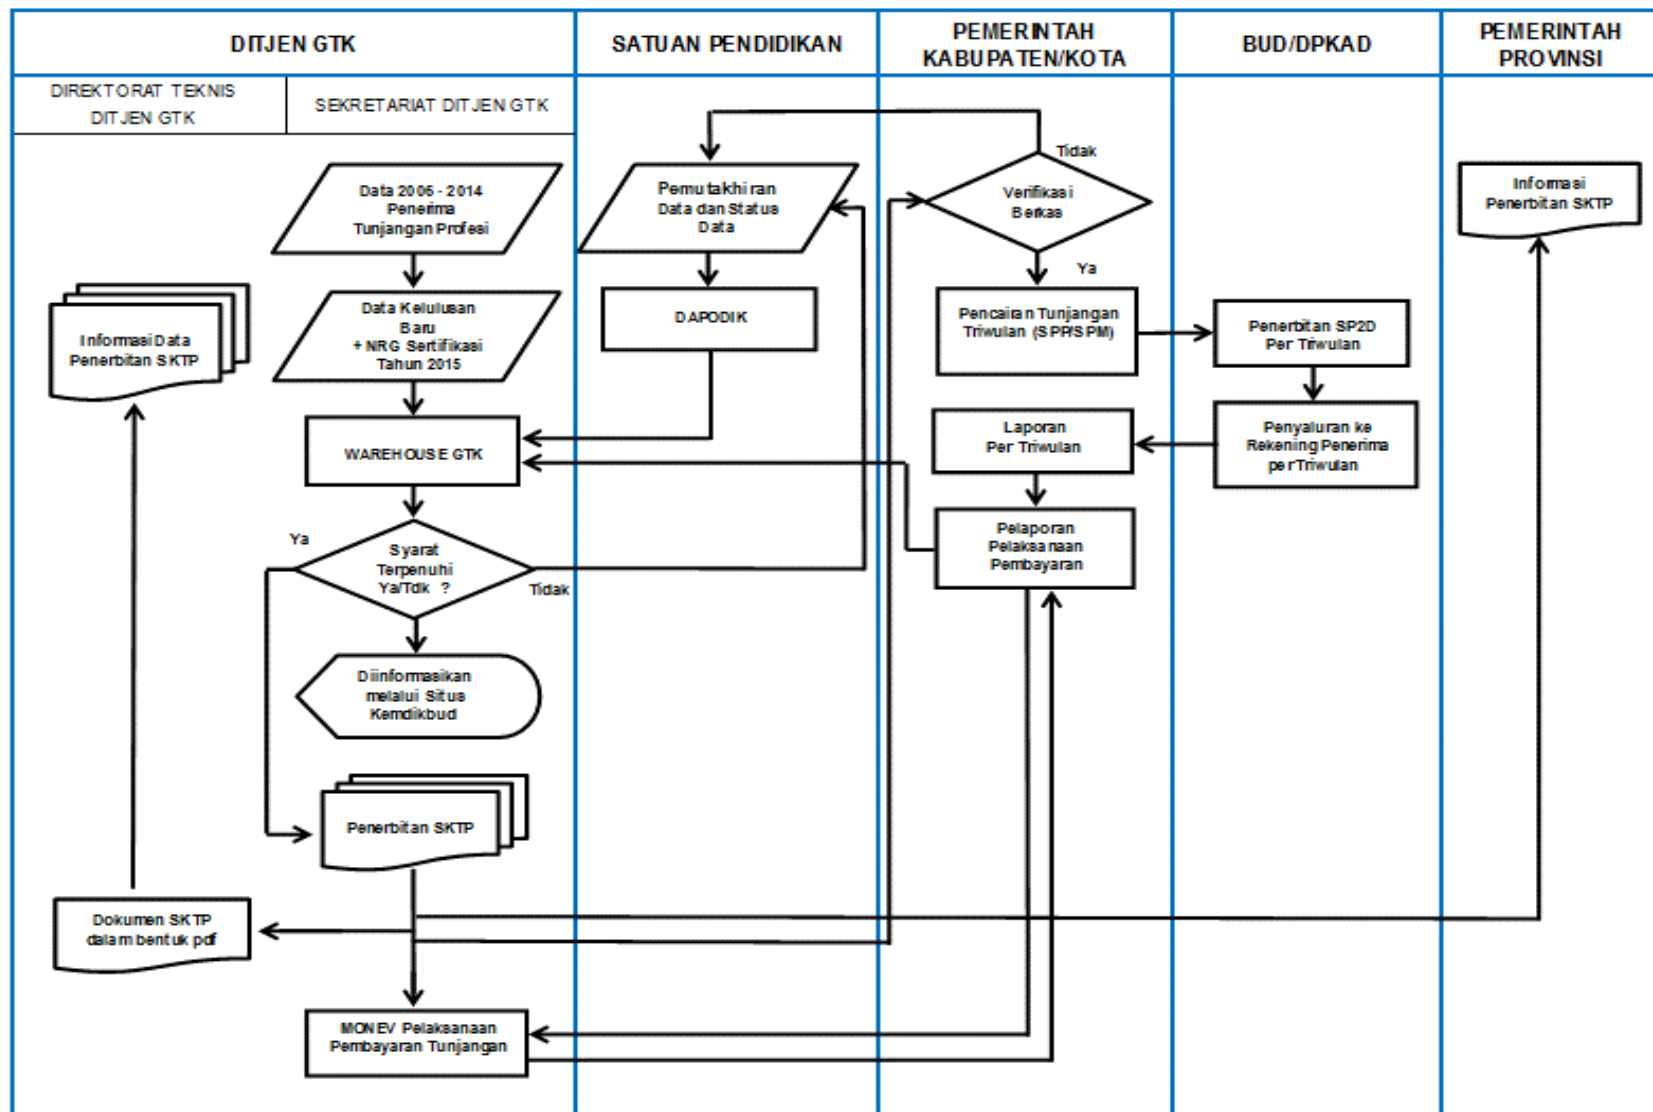 DITJEN GTK
SATUAN PENDIDIKAN
PEMERINTAH
KABUPATEN/KOTA
BUD/DPKAD
PEMERINTAH
PROVINSI
DIREKTORAT TEKNIS
DITJEN GTK
SEKRETARIAT DITJEN GTK
Data 2006 - 2014
Penerima
Tunjangan Profesi
Data Kelulusan
Baru
+ NRG Sertifikasi
Tahun 2015
WAREHOUSE GTK
Syarat
Terpenuhi
Ya/Tdk ?
Ya
Tidak
Diinformasikan
melalui Situs
Kemdikbud
Penerbitan SKTP
Informasi Data
Penerbitan SKTP
Dokumen SKTP
dalam bentuk pdf
MONEV Pelaksanaan
Pembayaran Tunjangan
Pemutakhiran
Data dan Status
Data
DAPODIK
Verifikasi
Berkas
Tidak
Ya
Pencairan Tunjangan
Triwulan (SPP/SPM)
Laporan
Per Triwulan
Pelaporan
Pelaksanaan
Pembayaran
Penerbitan SP2D
Per Triwulan
Penyaluran ke
Rekening Penerima
per Triwulan
Informasi
Penerbitan SKTP